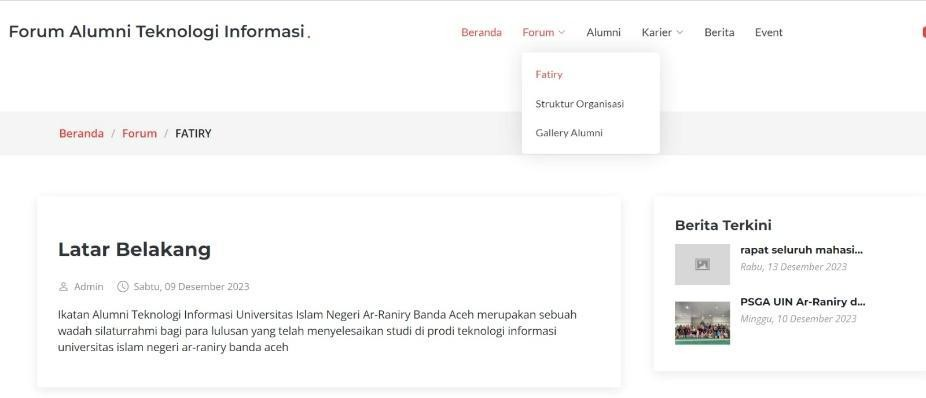 Forum Alumni Teknologi Informasi.
Beranda Forum Alumni Karier Berita Event
Fatiry
Struktur Organisasi
Gallery Alumni
Beranda / Forum / FATIRY
Latar Belakang
Admin Sabtu, 09 Desember 2023
Ikatan Alumni Teknologi Informasi Universitas Islam Negeri Ar-Raniry Banda Aceh merupakan sebuah
wadah silaturrahmi bagi para lulusan yang telah menyelesaikan studi di prodi teknologi informasi
universitas islam negeri ar-raniry banda aceh
Berita Terkini
rapat seluruh mahasi...
Rabu, 13 Desember 2023
PSGA UIN Ar-Raniry d...
Minggu, 10 Desember 2023